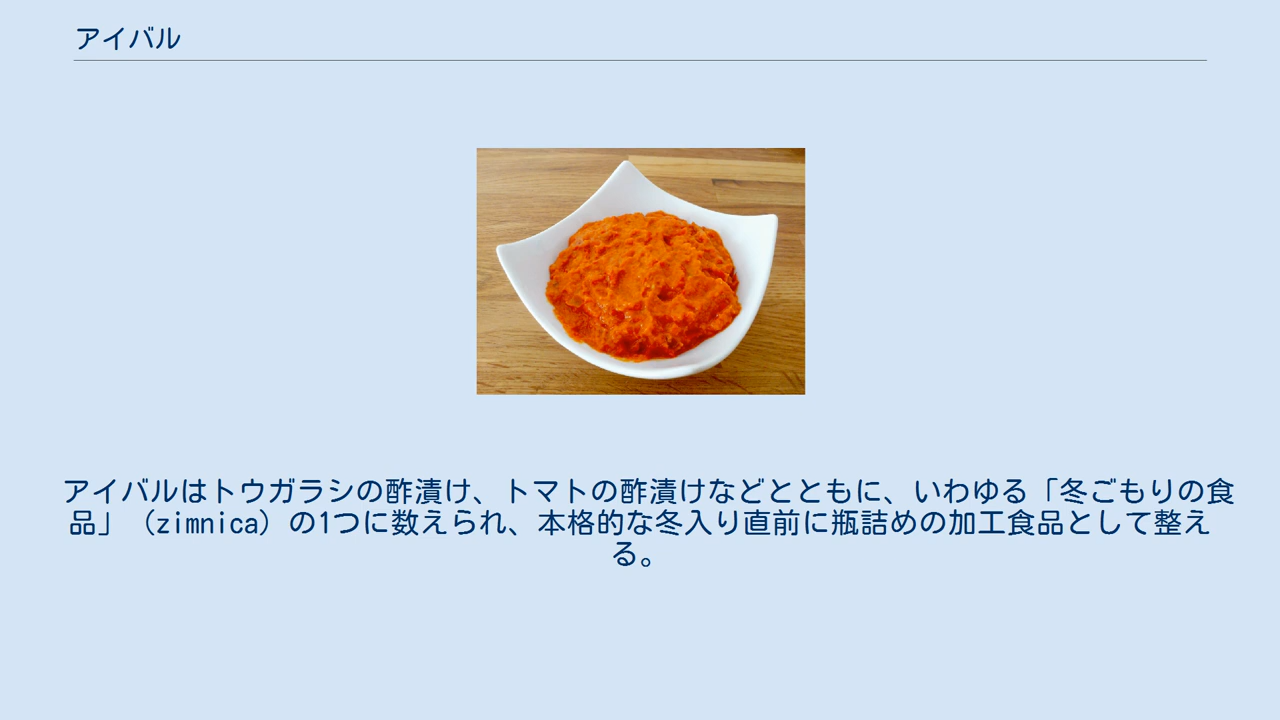 アイバル
アイバルはトウガラシの酢漬け、トマトの酢漬けなどとともに、いわゆる「冬ごもりの食
品」（zimnica）の1つに数えられ、本格的な冬入り直前に瓶詰めの加工食品として整え
る。